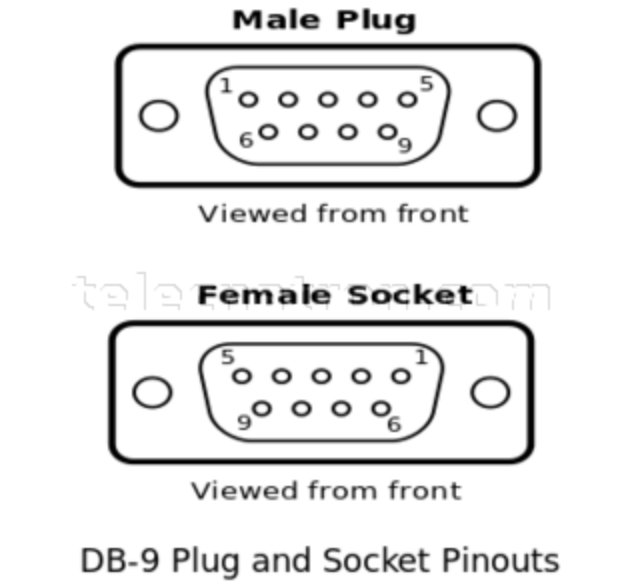 Male Plug
1 5
6 9
Viewed from front
Female Socket
5 1
9 6
Viewed from front
DB-9 Plug and Socket Pinouts